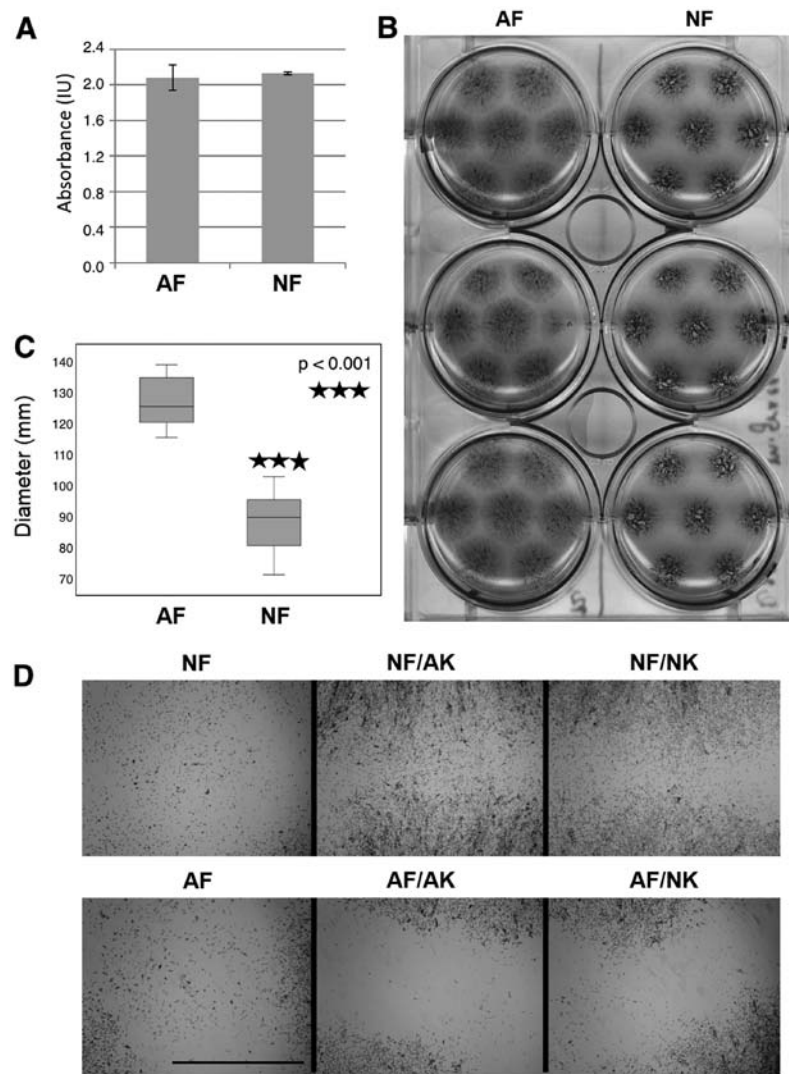 A
Absorbance (IU)
2.4
2.0
1.6
1.2
0.8
0.4
0.0
AF NF
B
AF NF
C
Diameter (mm)
140
130
120
110
100
90
80
70
p < 0.001
★★★
★★★
AF NF
D
NF NF/AK NF/NK
AF AF/AK AF/NK